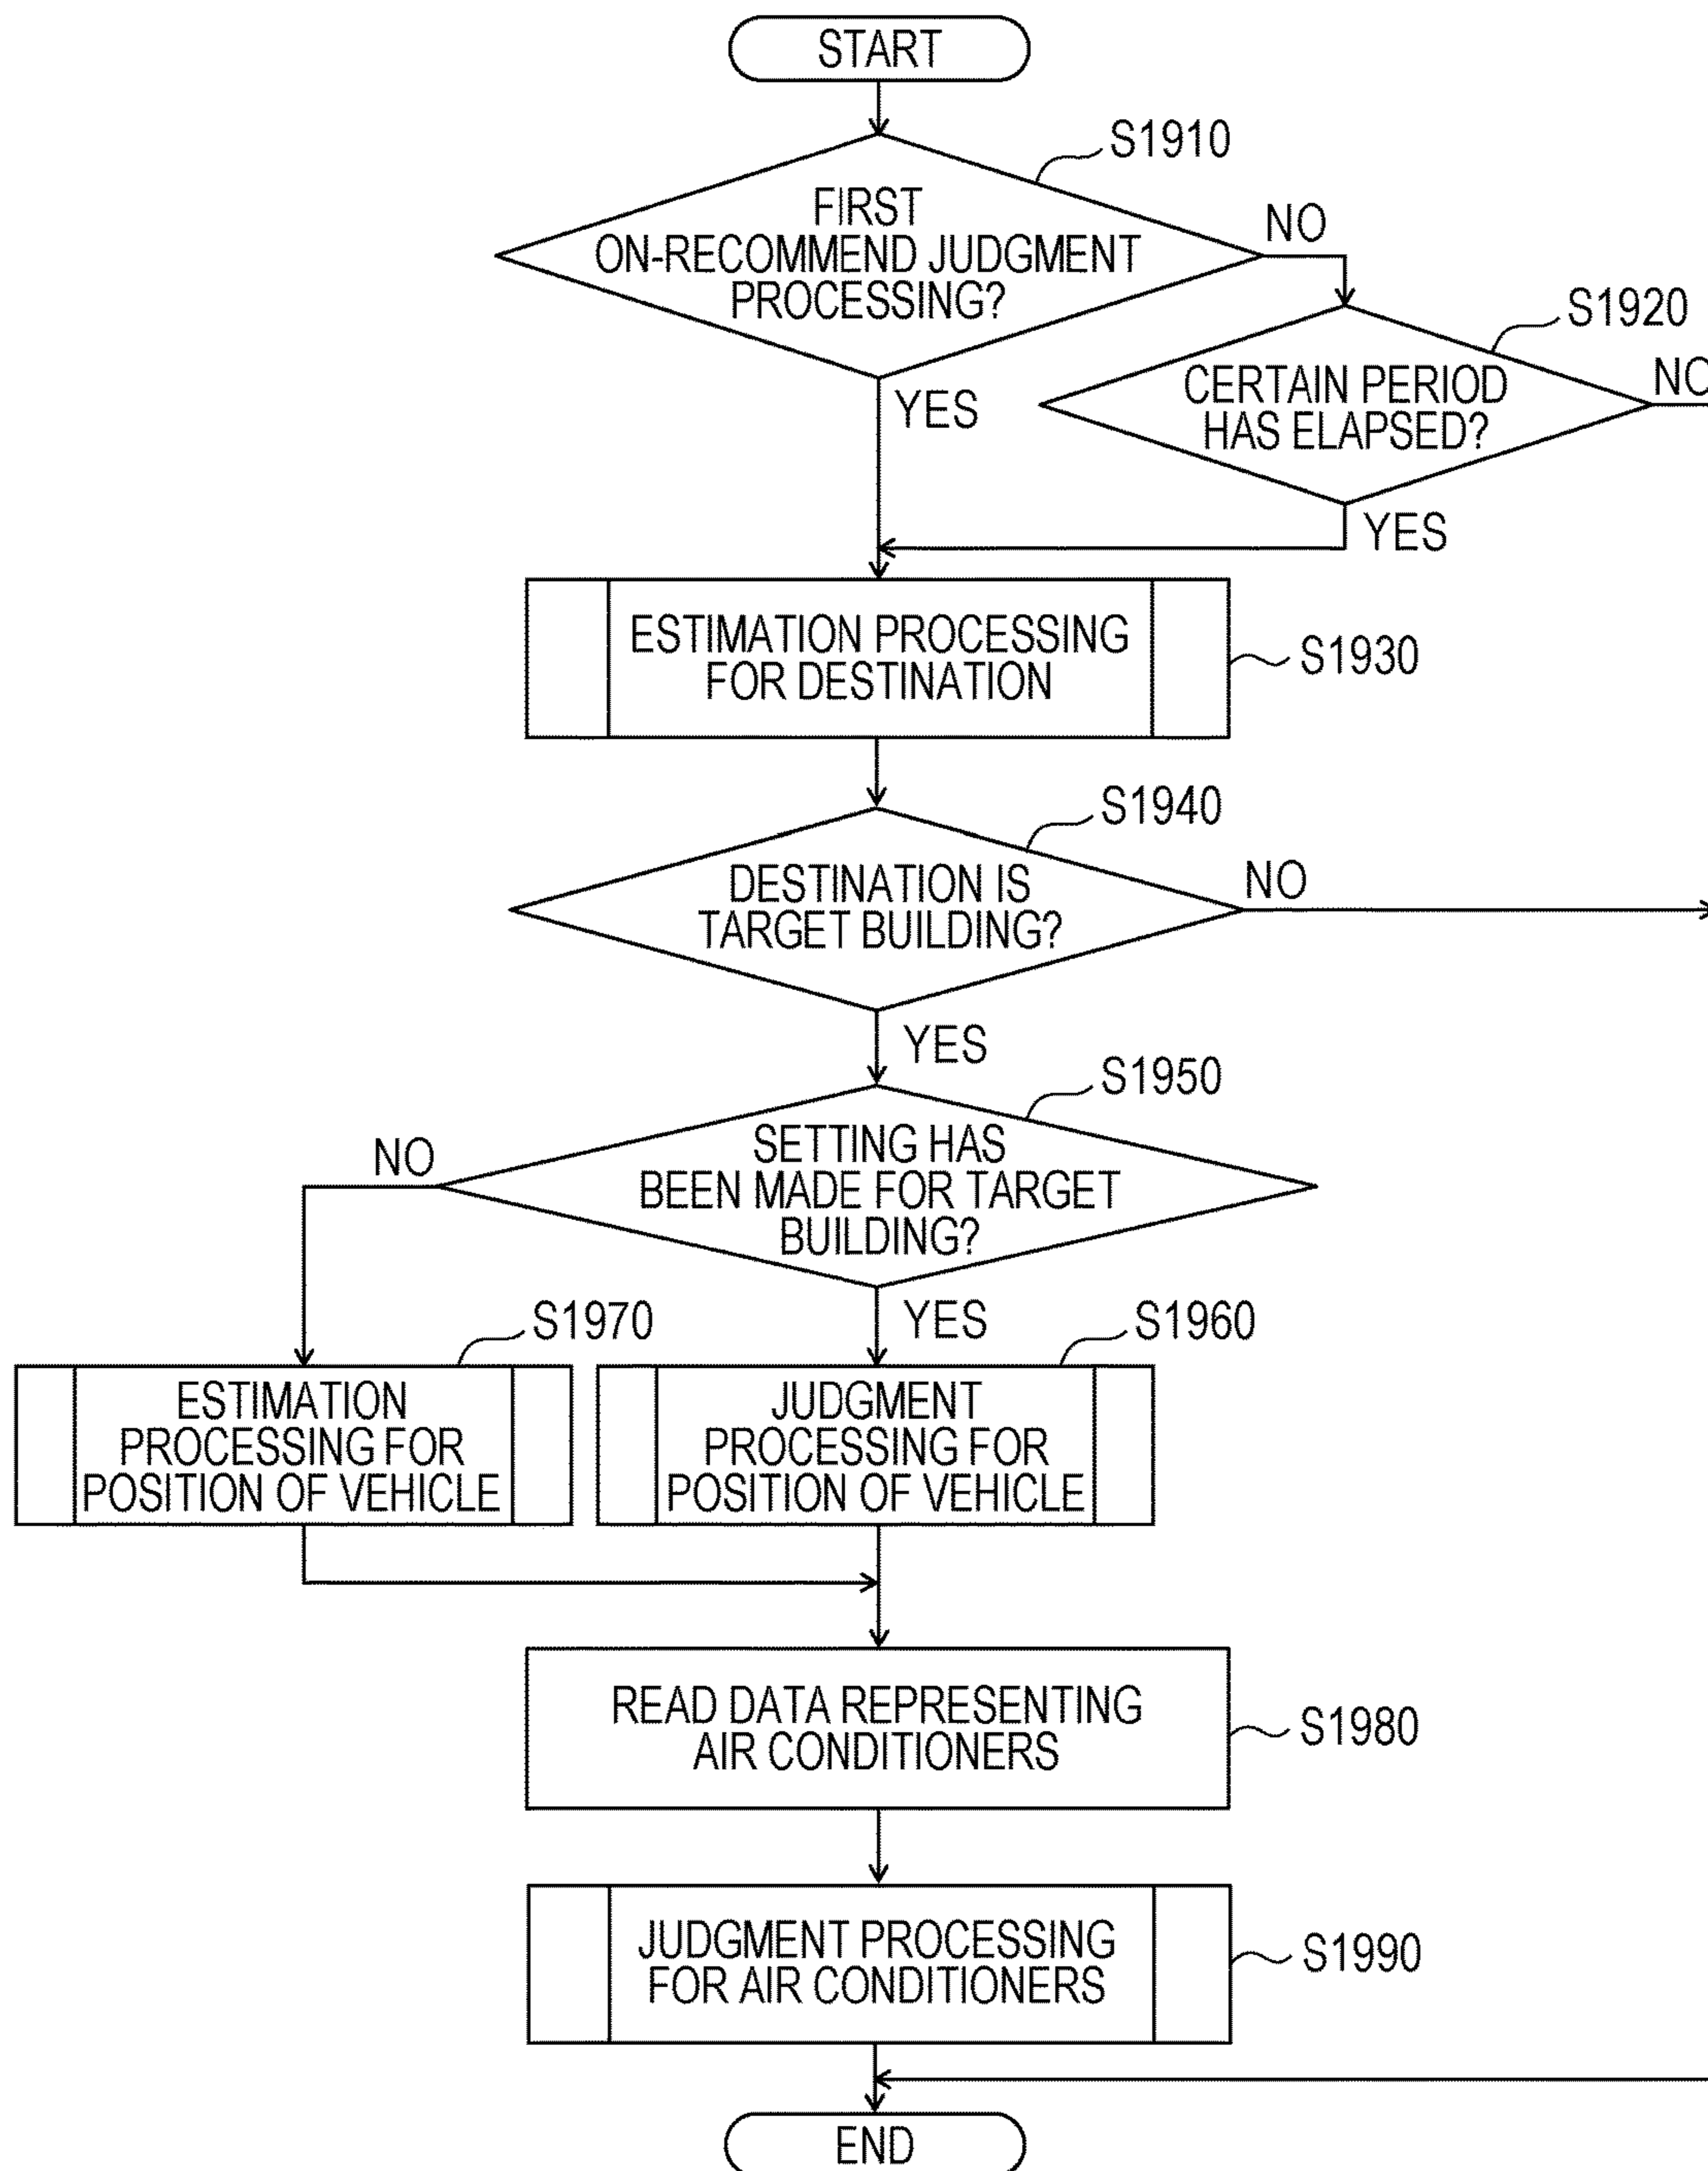 START
S1910
FIRST
ON-RECOMMEND JUDGMENT
PROCESSING?
NO
YES
S1920
CERTAIN PERIOD
HAS ELAPSED?
NO
YES
ESTIMATION PROCESSING
FOR DESTINATION
S1930
S1940
DESTINATION IS
TARGET BUILDING?
NO
YES
S1950
SETTING HAS
BEEN MADE FOR TARGET
BUILDING?
NO
YES
S1970
ESTIMATION
PROCESSING FOR
POSITION OF VEHICLE
S1960
JUDGMENT
PROCESSING FOR
POSITION OF VEHICLE
READ DATA REPRESENTING
AIR CONDITIONERS
S1980
JUDGMENT PROCESSING
FOR AIR CONDITIONERS
S1990
END